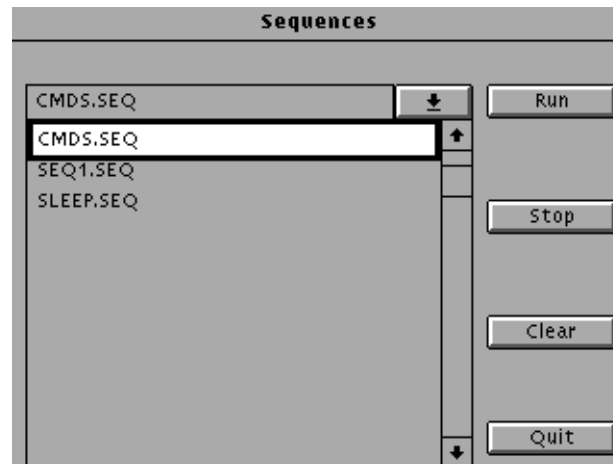 Sequences
CMDS.SEQ
Run
CMDS.SEQ
SEQ1.SEQ
SLEEP.SEQ
Stop
Clear
Quit